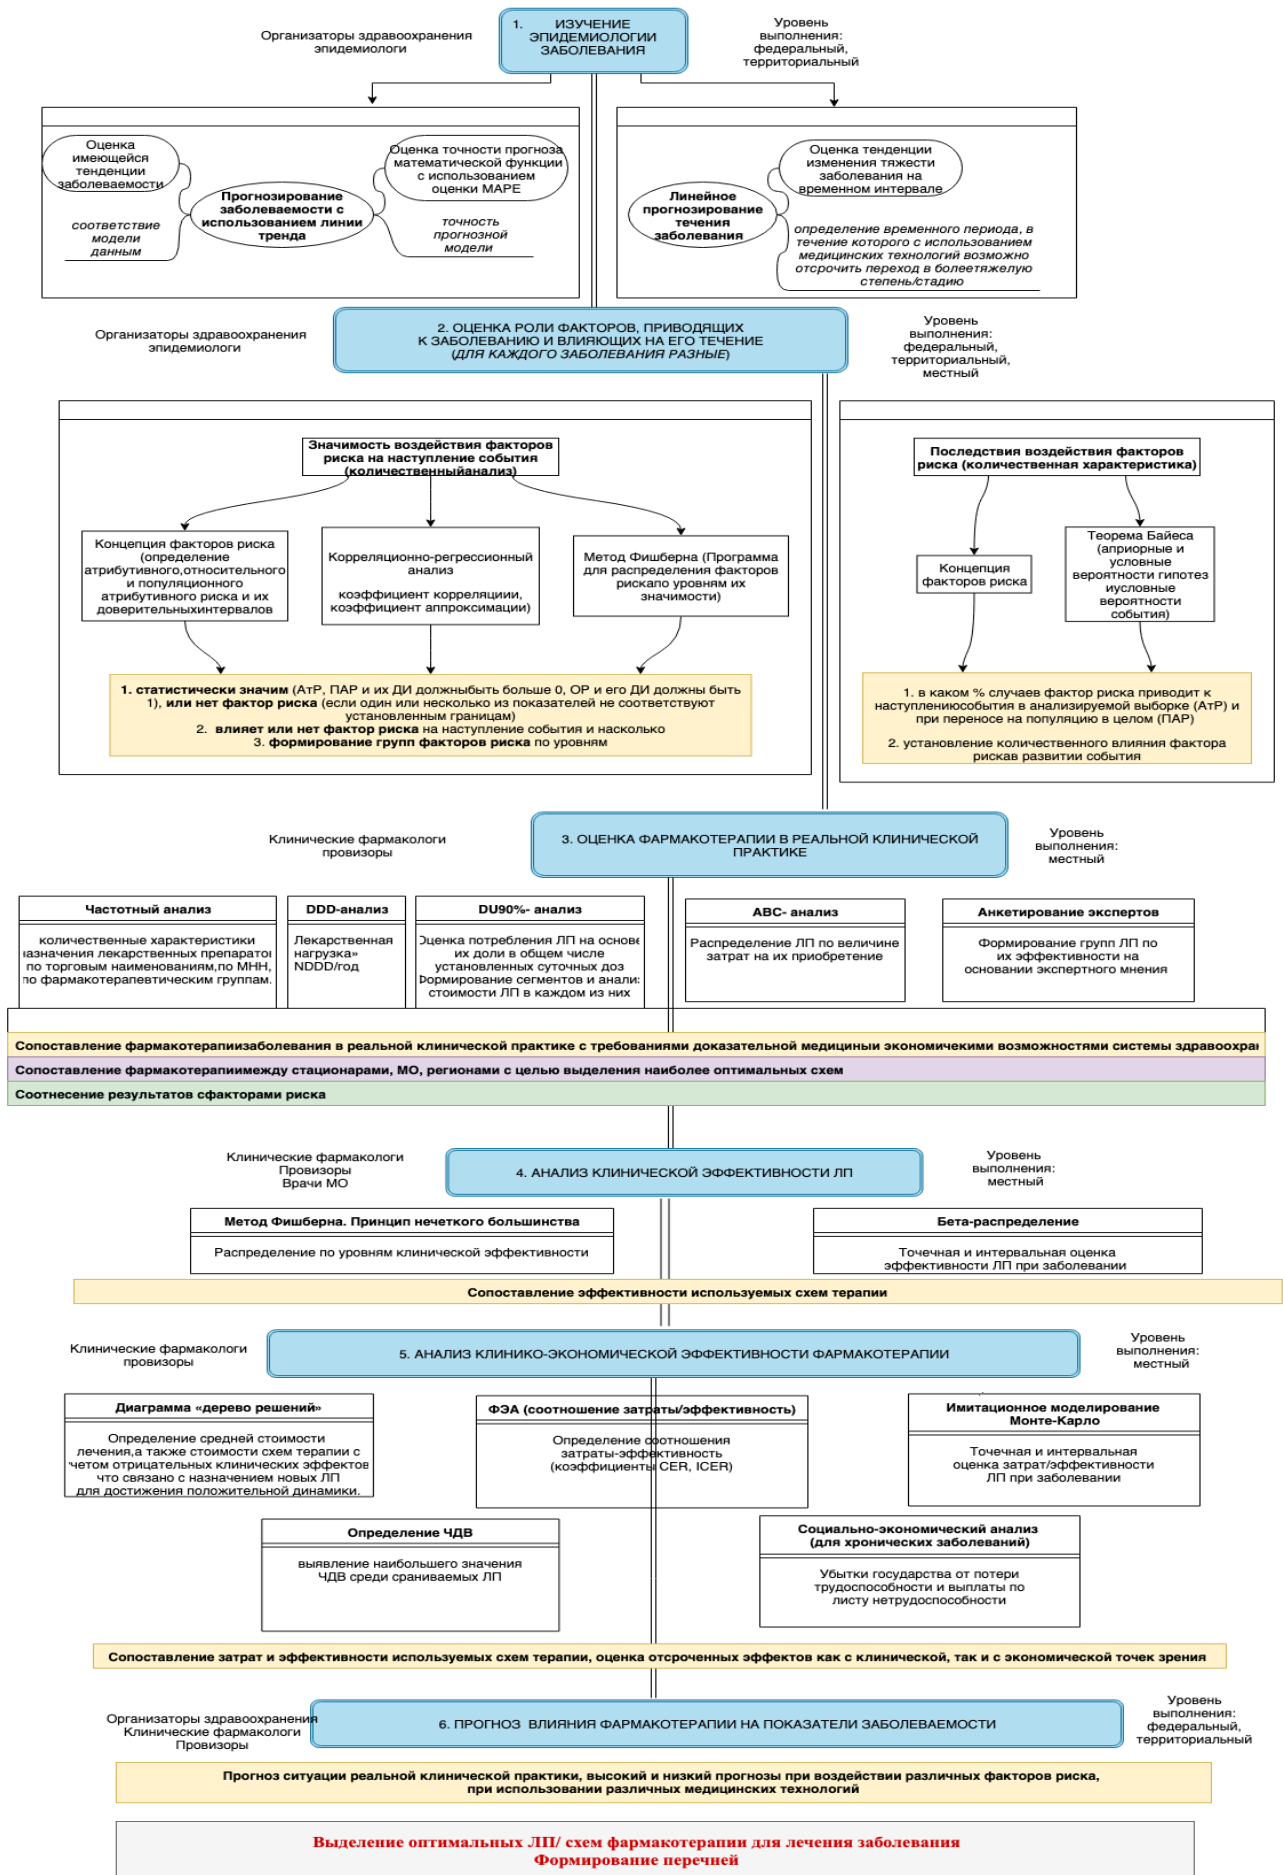 Организаторы здравоохранения
эпидемиологи
1. ИЗУЧЕНИЕ
ЭПИДЕМИОЛОГИИ
ЗАБОЛЕВАНИЯ
Уровень
выполнения:
федеральный,
территориальный
Оценка
имеющейся
тенденции
заболеваемости
соответствие
модели
данным
Прогнозирование
заболеваемости с
использованием линии
тренда
Оценка точности прогноза
математической функции
с использованием
оценки MAPE
точность
прогнозной
модели
Линейное
прогнозирование
течения
заболевания
Оценка тенденции
изменения тяжести
заболевания на
временном интервале
определение временного периода, в
течение которого с использованием
медицинских технологий возможно
отсрочить переход в болеетяжелую
степень/стадию
Организаторы здравоохранения
эпидемиологи
2. ОЦЕНКА РОЛИ ФАКТОРОВ, ПРИВОДЯЩИХ
К ЗАБОЛЕВАНИЮ И ВЛИЯЮЩИХ НА ЕГО ТЕЧЕНИЕ
(ДЛЯ КАЖДОГО ЗАБОЛЕВАНИЯ РАЗНЫЕ)
Уровень
выполнения:
федеральный,
территориальный,
местный
Значимость воздействия факторов
риска на наступление события
(количественныйанализ)
Концепция факторов риска
(определение
атрибутивного,относительного
и популяционного
атрибутивного риска и их
доверительныхинтервалов
Корреляционно-регрессионный
анализ
коэффициент корреляциии,
коэффициент аппроксимации)
Метод Фишберна (Программа
для распределения факторов
рискапо уровням их
значимости)
1. статистически значим (АтР, ПАР и их ДИ должныбыть больше 0, ОР и его ДИ должны быть
1), или нет фактор риска (если один или несколько из показателей не соответствуют
установленным границам)
2. влияет или нет фактор риска на наступление события и насколько
3. формирование групп факторов риска по уровням
Последствия воздействия факторов
риска (количественная характеристика)
Концепция
факторов риска
Теорема Байеса
(априорные и
условные
вероятности гипотез
иусловные
вероятности
события)
1. в каком % случаев фактор риска приводит к
наступлениюсобытия в анализируемой выборке (АтР) и
при переносе на популяцию в целом (ПАР)
2. установление количественного влияния фактора
рискав развитии события
Клинические фармакологи
провизоры
3. ОЦЕНКА ФАРМАКОТЕРАПИИ В РЕАЛЬНОЙ КЛИНИЧЕСКОЙ
ПРАКТИКЕ
Уровень
выполнения:
местный
Частотный анализ
количественные характеристики
назначения лекарственных препаратов
по торговым наименованиям,по МНН,
по фармакотерапевтическим группам.
DDD-анализ
Лекарственная
нагрузка»
NDDD/год
DU90%- анализ
Оценка потребления ЛП на основе
их доли в общем числе
установленных суточных доз
Формирование сегментов и анализ
стоимости ЛП в каждом из них
АВС- анализ
Распределение ЛП по величине
затрат на их приобретение
Анкетирование экспертов
Формирование групп ЛП по
их эффективности на
основании экспертного мнения
Сопоставление фармакотерапиизаболевания в реальной клинической практике с требованиями доказательной медициныи экономичекими возможностями системы здравоохран
Сопоставление фармакотерапиимежду стационарами, МО, регионами с целью выделения наиболее оптимальных схем
Соотнесение результатов сфакторами риска
Клинические фармакологи
Провизоры
Врачи МО
4. АНАЛИЗ КЛИНИЧЕСКОЙ ЭФФЕКТИВНОСТИ ЛП
Уровень
выполнения:
местный
Метод Фишберна. Принцип нечеткого большинства
Распределение по уровням клинической эффективности
Бета-распределение
Точечная и интервальная оценка
эффективности ЛП при заболевании
Сопоставление эффективности используемых схем терапии
Клинические фармакологи
провизоры
5. АНАЛИЗ КЛИНИКО-ЭКОНОМИЧЕСКОЙ ЭФФЕКТИВНОСТИ ФАРМАКОТЕРАПИИ
Уровень
выполнения:
местный
Диаграмма «дерево решений»
Определение средней стоимости
лечения,а также стоимости схем терапии с
учетом отрицательных клинических эффектов
что связано с назначением новых ЛП
для достижения положительной динамики.
ФЭА (соотношение затраты/эффективность)
Определение соотношения
затраты-эффективность
(коэффициенты CER, ICER)
Имитационное моделирование
Монте-Карло
Точечная и интервальная
оценка затрат/эффективности
ЛП при заболевании
Определение ЧДВ
выявление наибольшего значения
ЧДВ среди сраниваемых ЛП
Социально-экономический анализ
(для хронических заболеваний)
Убытки государства от потери
трудоспособности и выплаты по
листу нетрудоспособности
Сопоставление затрат и эффективности используемых схем терапии, оценка отсроченных эффектов как с клинической, так и с экономической точек зрения
Организаторы здравоохранения
Клинические фармакологи
Провизоры
6. ПРОГНОЗ ВЛИЯНИЯ ФАРМАКОТЕРАПИИ НА ПОКАЗАТЕЛИ ЗАБОЛЕВАЕМОСТИ
Уровень
выполнения:
федеральный,
территориальный
Прогноз ситуации реальной клинической практики, высокий и низкий прогнозы при воздействии различных факторов риска,
при использовании различных медицинских технологий
Выделение оптимальных ЛП/ схем фармакотерапии для лечения заболевания
Формирование перечней